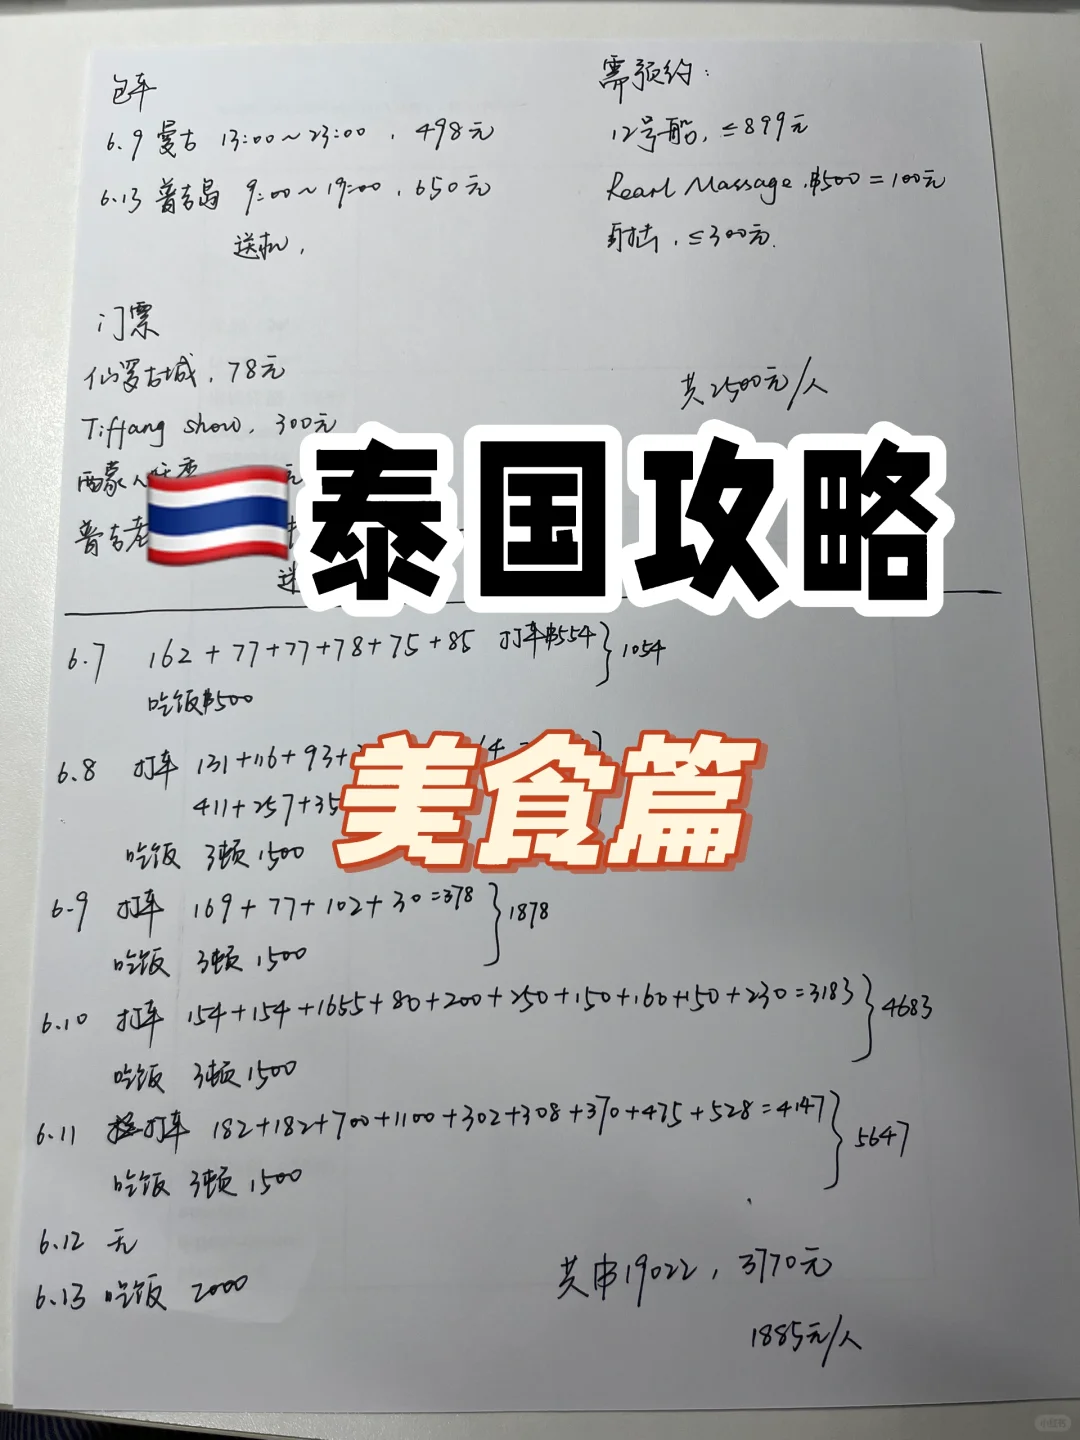 包车
6.9 曼古 13:00~23:00 , 498元
6.13 普吉岛 9:00~19:00 , 650元
送机,
需预约:
12号船, ≤899元
Pearl Massage, ฿500=100元
射击, ≤300元.
门票
仙罗古城, 78元
Tiffang show, 300元
西蒙人妖秀 元
普吉
送
共2500元/人
🇹🇭泰国攻略
6.7 162+77+77+78+75+85 打车฿554 } 1054
吃饭฿500
美食篇
6.8 打车 131+116+93+
411+257+35
吃饭 3顿 1500
6.9 打车 169+77+102+30=378 } 1878
吃饭 3顿 1500
6.10 打车 154+154+1655+80+200+250+150+160+150+230=3183 } 4683
吃饭 3顿 1500
6.11 打车 182+182+700+1100+302+308+370+475+528=4147 } 5647
吃饭 3顿 1500
6.12 无
6.13 吃饭 2000
共฿19022, 3770元
1885元/人
小红书